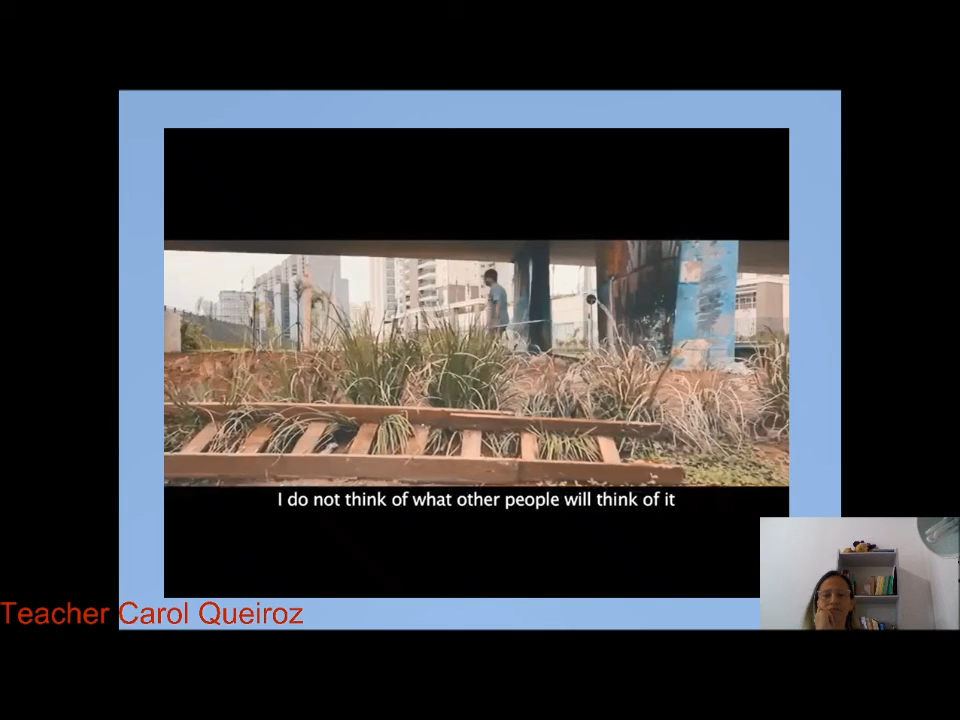 I do not think of what other people will think of it
Teacher Carol Queiroz